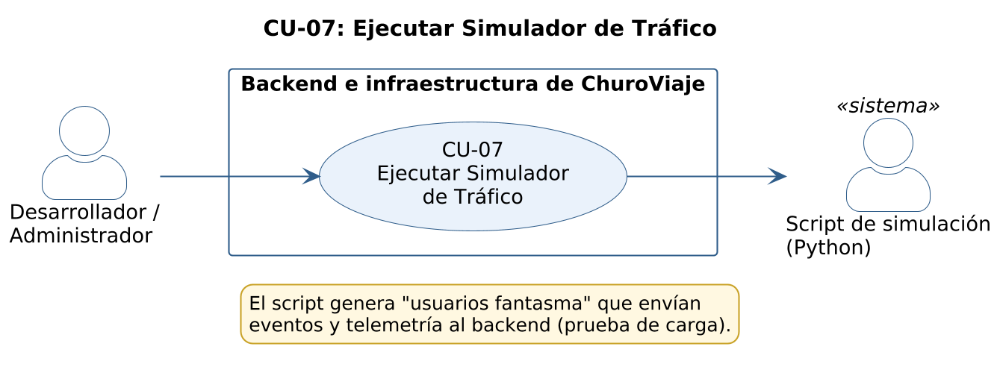 CU-07: Ejecutar Simulador de Tráfico
Backend e infraestructura de ChuroViaje
«sistema»
CU-07
Ejecutar Simulador
de Tráfico
Desarrollador /
Administrador
Script de simulación
(Python)
El script genera "usuarios fantasma" que envían
eventos y telemetría al backend (prueba de carga).